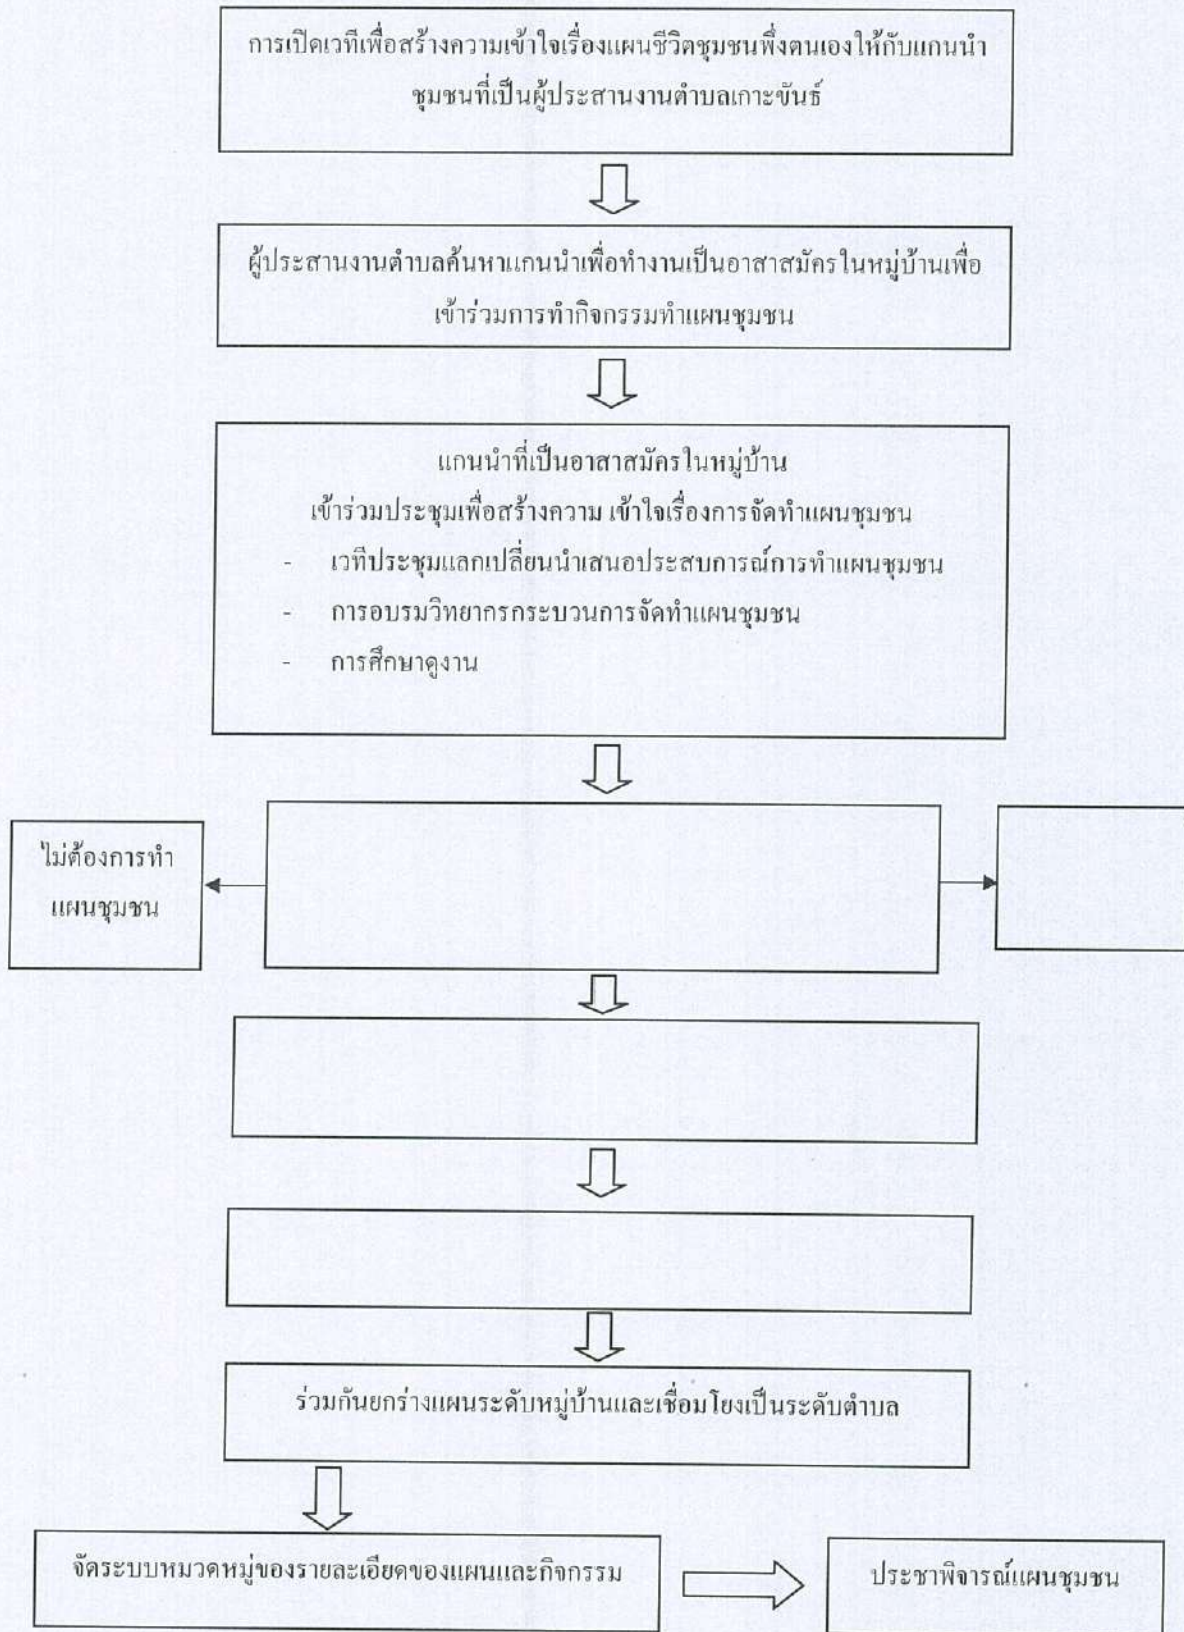 การเปิดเวทีเพื่อสร้างความเข้าใจเรื่องแผนชีวิตชุมชนพึ่งตนเองให้กับแกนนำ
ชุมชนที่เป็นผู้ประสานงานตำบลเกาะขันธ์
ผู้ประสานงานตำบลค้นหาแกนนำเพื่อทำงานเป็นอาสาสมัครในหมู่บ้านเพื่อ
เข้าร่วมการทำกิจกรรมทำแผนชุมชน
แกนนำที่เป็นอาสาสมัครในหมู่บ้าน
เข้าร่วมประชุมเพื่อสร้างความ เข้าใจเรื่องการจัดทำแผนชุมชน
- เวทีประชุมแลกเปลี่ยนนำเสนอประสบการณ์การทำแผนชุมชน
- การอบรมวิทยากรกระบวนการจัดทำแผนชุมชน
- การศึกษาดูงาน
ไม่ต้องการทำ
แผนชุมชน
ร่วมกันยกร่างแผนระดับหมู่บ้านและเชื่อมโยงเป็นระดับตำบล
จัดระบบหมวดหมู่ของรายละเอียดของแผนและกิจกรรม
ประชาพิจารณ์แผนชุมชน